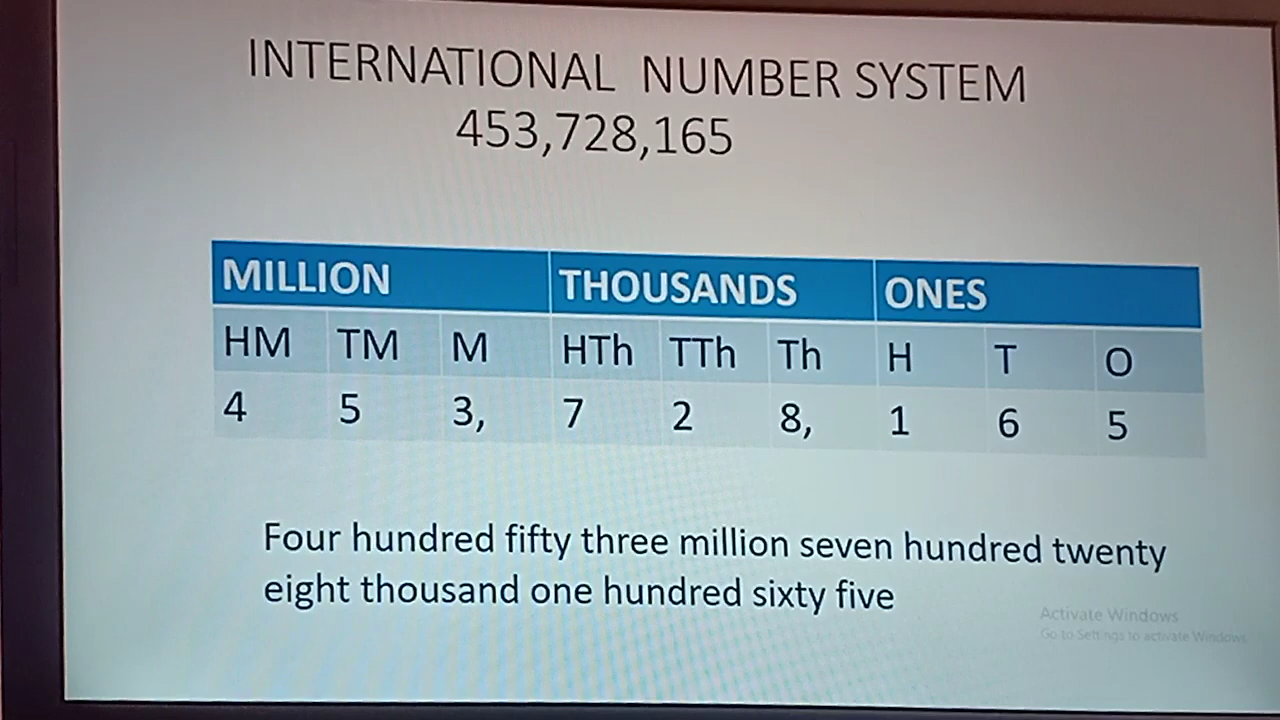 INTERNATIONAL NUMBER SYSTEM
453,728,165
MILLION THOUSANDS ONES
HM TM M HTh TTh Th H T O
4 5 3, 7 2 8, 1 6 5
Four hundred fifty three million seven hundred twenty
eight thousand one hundred sixty five
Activate Windows
Go to Settings to activate Windows.